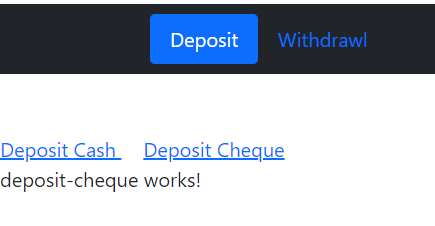 Deposit Withdrawl
Deposit Cash Deposit Cheque
deposit-cheque works!